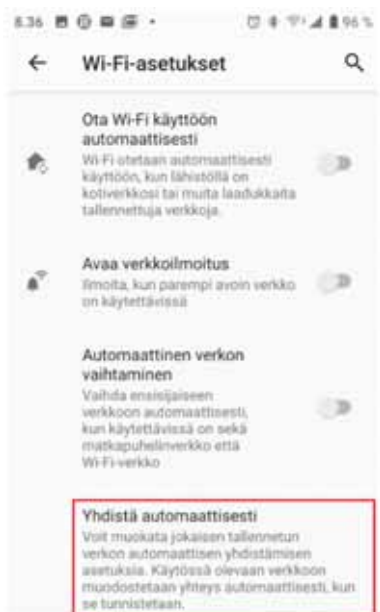 8.36
96 %
Wi-Fi-asetukset
Ota Wi-Fi käyttöön
automaattisesti
Wi-Fi otetaan automaattisesti
käyttöön, kun lähistöllä on
kotiverkkosi tai muita laadukkaita
tallennettuja verkkoja.
Avaa verkkoilmoitus
Ilmoita, kun parempi avoin verkko
on käytettävissä
Automaattinen verkon
vaihtaminen
Vaihda ensisijaiseen
verkkoon automaattisesti,
kun käytettävissä on sekä
matkapuhelinverkko että
Wi-Fi-verkko
Yhdistä automaattisesti
Voit muokata jokaisen tallennetun
verkon automaattisen yhdistämisen
asetuksia. Käytössä olevaan verkkoon
muodostetaan yhteys automaattisesti, kun
se tunnistetaan.